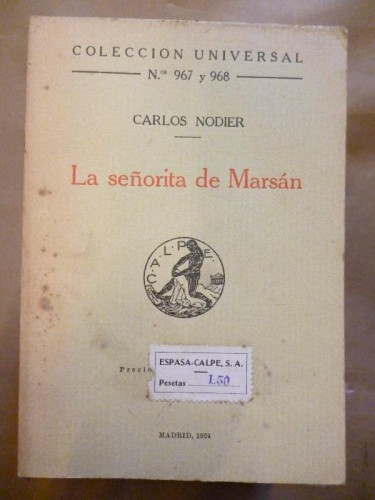 COLECCION UNIVERSAL
N.os 967 y 968
CARLOS NODIER
La señorita de Marsán
C·A·L·P·E
Precio
ESPASA-CALPE, S. A.
Pesetas 1.50
MADRID, 1924